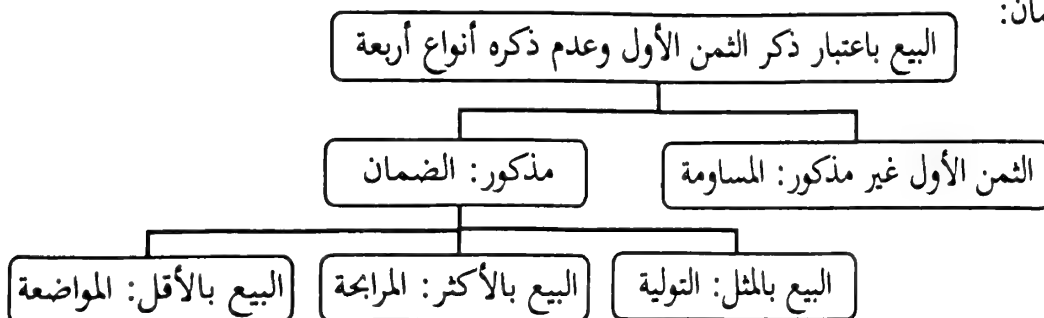 البيع باعتبار ذكر الثمن الأول وعدم ذكره أنواع أربعة
الثمن الأول غير مذكور: المساومة
مذكور: الضمان
البيع بالمثل: التولية
البيع بالأكثر: المرابحة
البيع بالأقل: المواضعة